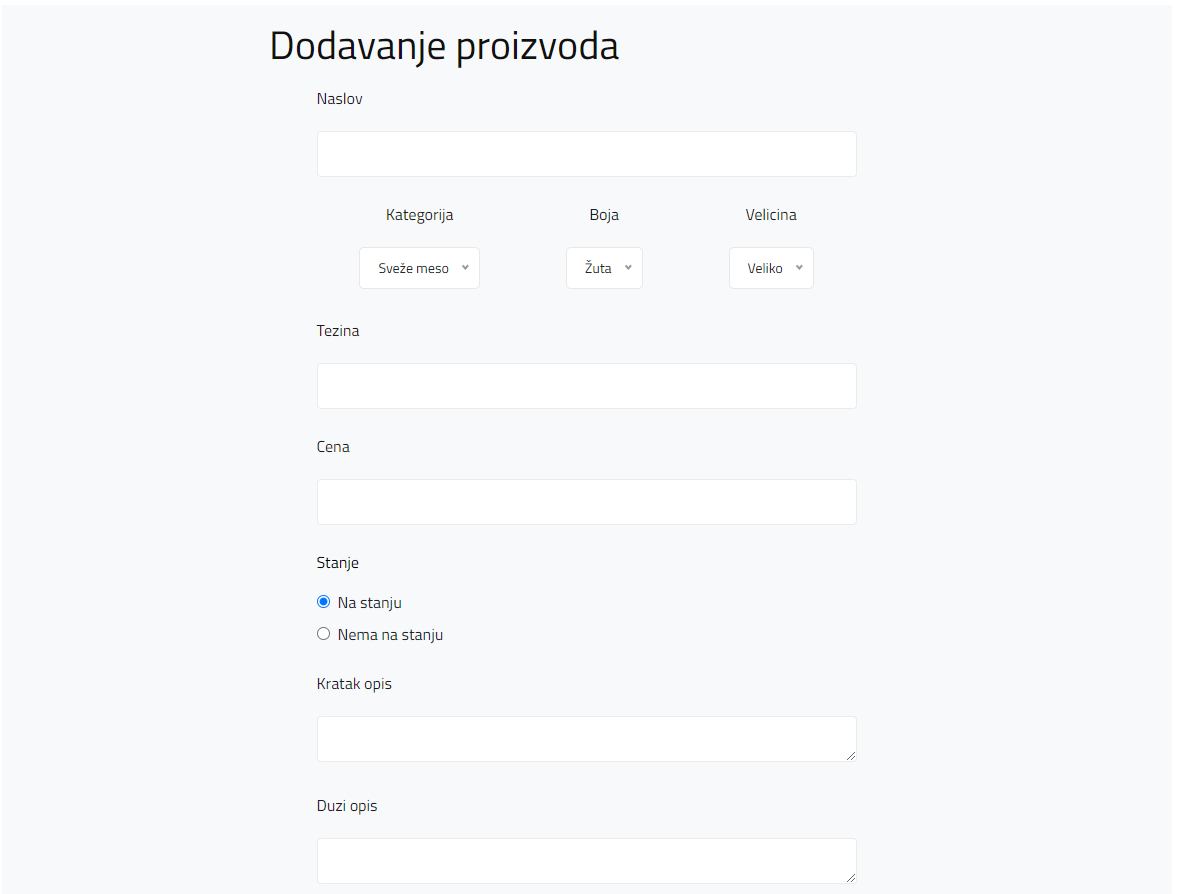 Dodavanje proizvoda
Naslov
Kategorija Boja Velicina
Sveže meso Žuta Veliko
Tezina
Cena
Stanje
Na stanju
Nema na stanju
Kratak opis
Duzi opis